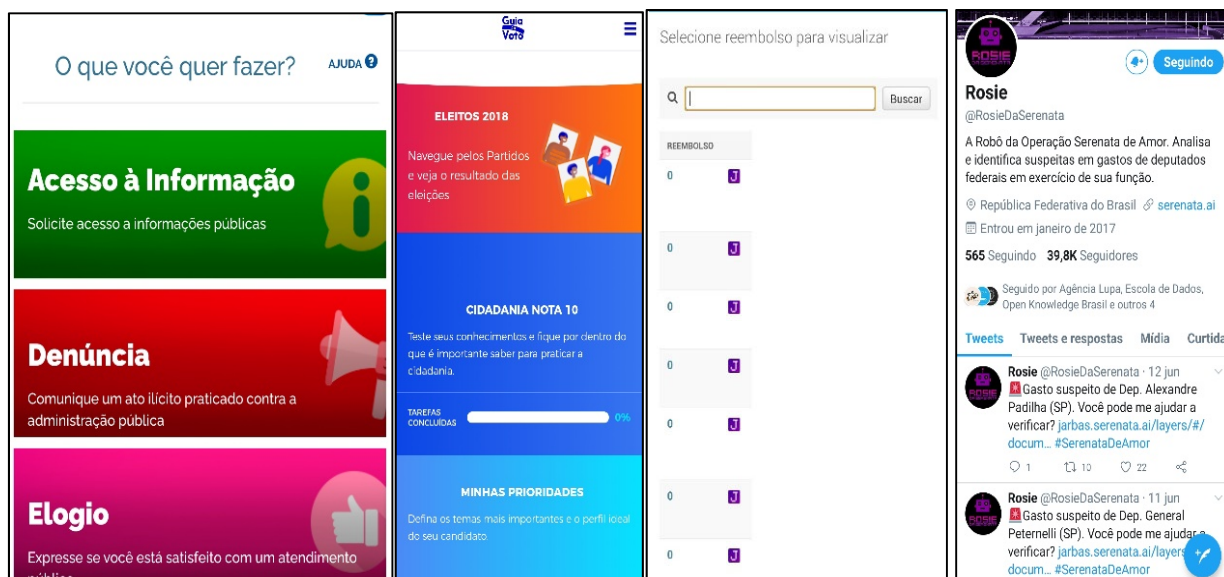 O que você quer fazer?
AJUDA
Acesso à Informação
Solicite acesso a informações públicas
Denúncia
Comunique um ato ilícito praticado contra a
administração pública
Elogio
Expresse se você está satisfeito com um atendimento
Guia
Voto
ELEITOS 2018
Navegue pelos Partidos
e veja o resultado das
eleições
CIDADANIA NOTA 10
Teste seus conhecimentos e fique por dentro do
que é importante saber para praticar a
cidadania.
TAREFAS
CONCLUÍDAS
0%
MINHAS PRIORIDADES
Defina os temas mais importantes e o perfil ideal
do seu candidato
Selecione reembolso para visualizar
Buscar
REEMBOLSO
0 J
0 J
0 J
0 J
0 J
0 J
0 J
ROSIE
Seguindo
Rosie
@RosieDaSerenata
A Robô da Operação Serenata de Amor. Analisa
e identifica suspeitas em gastos de deputados
federais em exercício de sua função.
República Federativa do Brasil serenata.ai
Entrou em janeiro de 2017
565 Seguindo 39,8K Seguidores
Seguido por Agência Lupa, Escola de Dados,
Open Knowledge Brasil e outros 4
Tweets Tweets e respostas Mídia Curtida
Rosie @RosieDaSerenata · 12 jun
Gasto suspeito de Dep. Alexandre
Padilha (SP). Você pode me ajudar a
verificar? jarbas.serenata.ai/layers/#/
docum... #SerenataDeAmor
1 10 22
Rosie @RosieDaSerenata · 11 jun
Gasto suspeito de Dep. General
Peternelli (SP). Você pode me ajudar a
verificar? jarbas.serenata.ai/layers
docum... #SerenataDeAmor